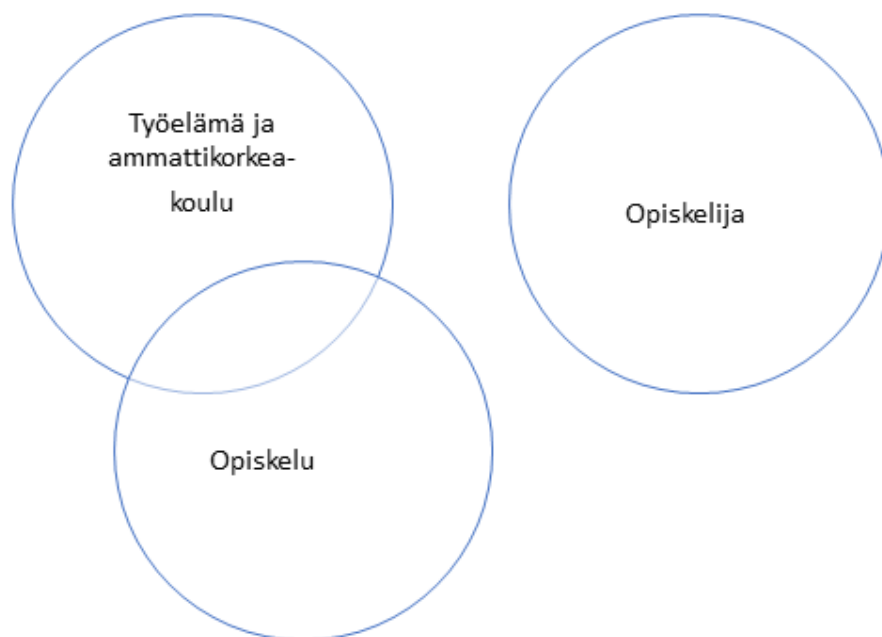 Työelämä ja
ammattikorkea-
koulu
Opiskelija
Opiskelu